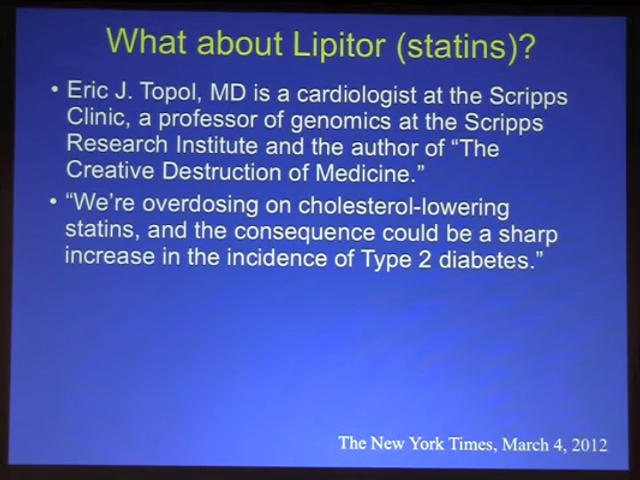 What about Lipitor (statins)?
• Eric J. Topol, MD is a cardiologist at the Scripps
Clinic, a professor of genomics at the Scripps
Research Institute and the author of “The
Creative Destruction of Medicine.”
• “We’re overdosing on cholesterol-lowering
statins, and the consequence could be a sharp
increase in the incidence of Type 2 diabetes.”
The New York Times, March 4, 2012